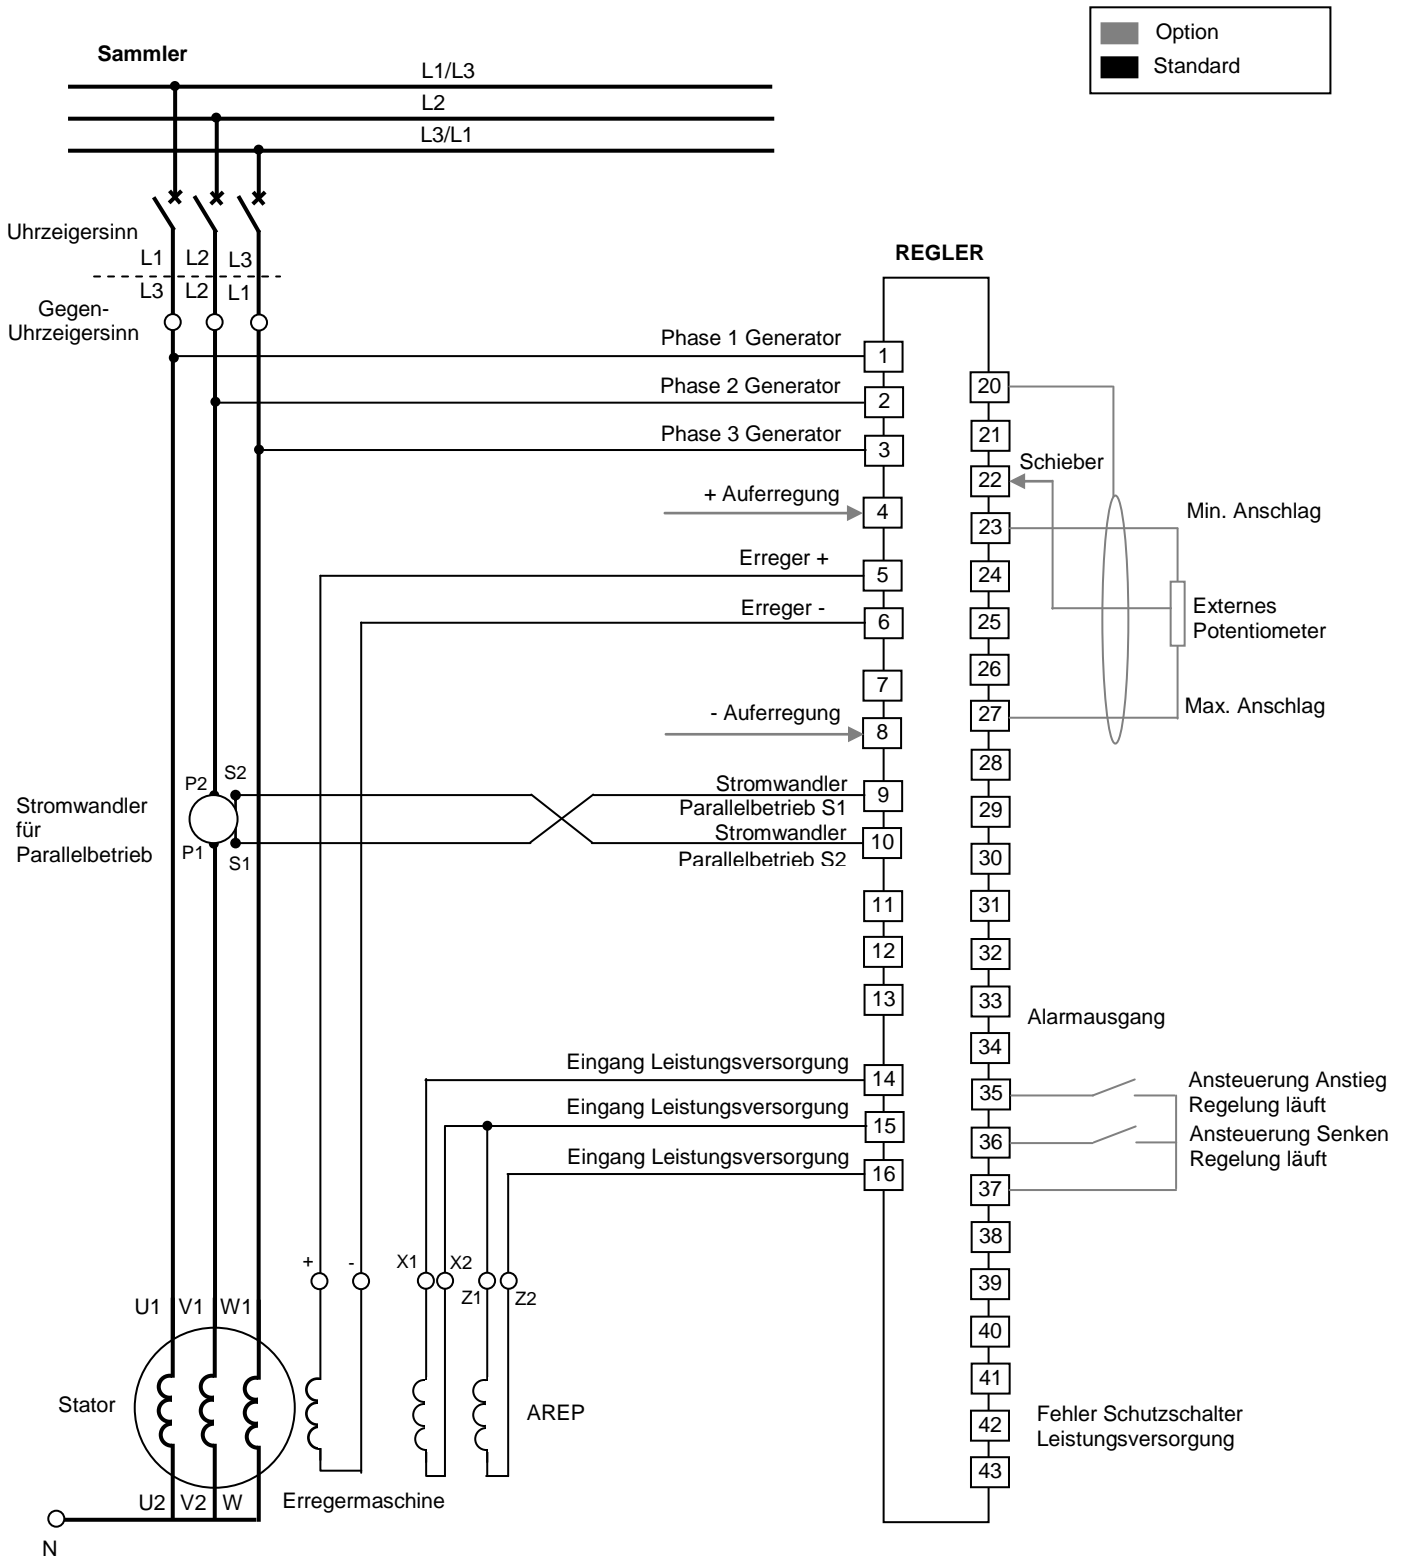 Option
Standard
Sammler
L1/L3
L2
L3/L1
Uhrzeigersinn
L1 L2 L3
L3 L2 L1
Gegen-
Uhrzeigersinn
REGLER
Phase 1 Generator
1
Phase 2 Generator
2
Phase 3 Generator
3
+ Auferregung
4
Erreger +
5
Erreger -
6
7
- Auferregung
8
Stromwandler
Parallelbetrieb S1
9
Stromwandler
Parallelbetrieb S2
10
11
12
13
Eingang Leistungsversorgung
14
Eingang Leistungsversorgung
15
Eingang Leistungsversorgung
16
20
21
Schieber
22
23
Min. Anschlag
24
Externes
Potentiometer
25
26
27
Max. Anschlag
28
29
30
31
32
33
Alarmausgang
34
35
Ansteuerung Anstieg
Regelung läuft
36
Ansteuerung Senken
Regelung läuft
37
38
39
40
41
42
Fehler Schutzschalter
Leistungsversorgung
43
Stromwandler
für
Parallelbetrieb
P2 S2
P1 S1
+ -
X1 X2
Z1 Z2
U1 V1 W1
Stator
AREP
U2 V2 W
Erregermaschine
N